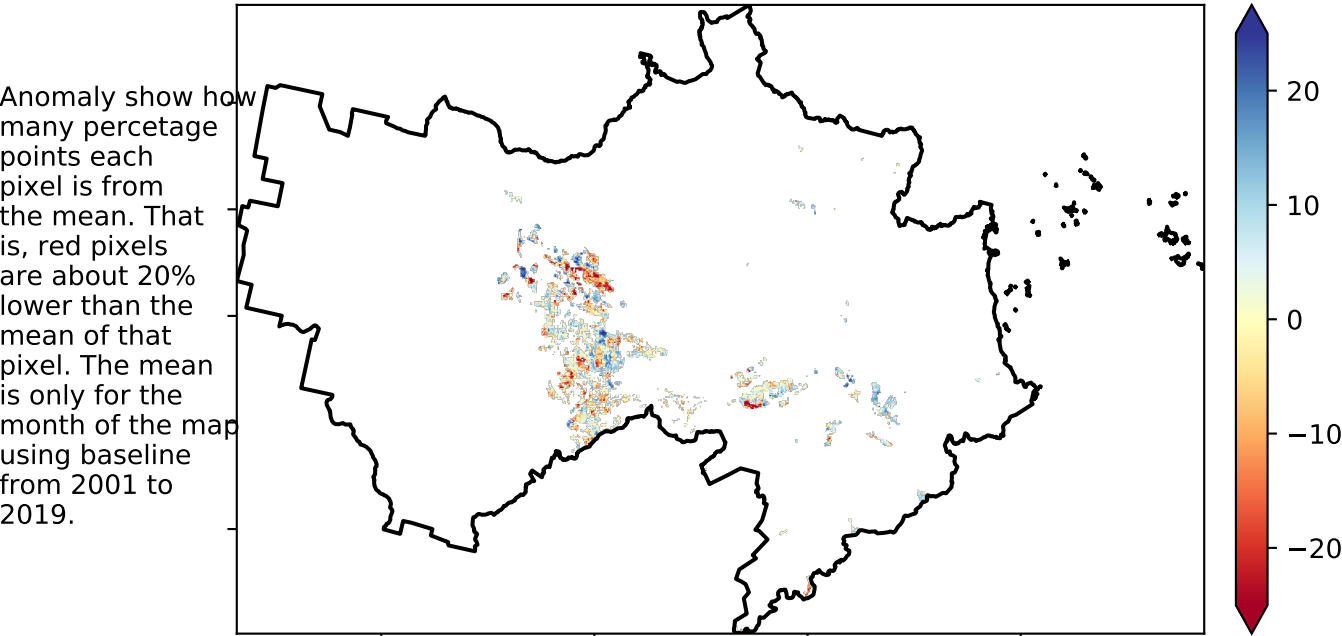 Anomaly show how
many percetage
points each
pixel is from
the mean. That
is, red pixels
are about 20%
lower than the
mean of that
pixel. The mean
is only for the
month of the map
using baseline
from 2001 to
2019.
20
10
0
−10
−20